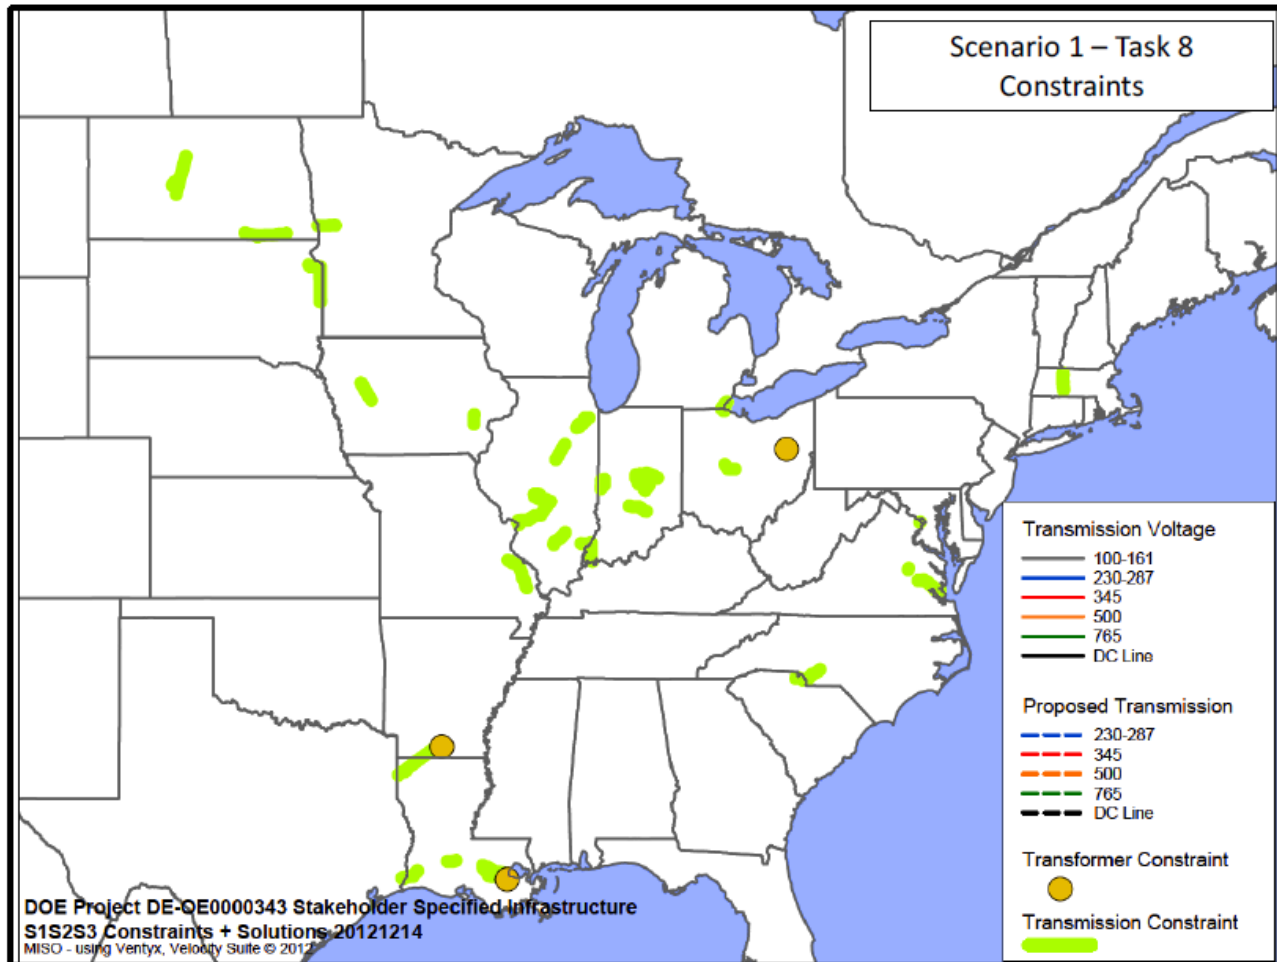 Scenario 1 – Task 8
Constraints
Transmission Voltage
100-161
230-287
345
500
765
DC Line
Proposed Transmission
230-287
345
500
765
DC Line
Transformer Constraint
Transmission Constraint
DOE Project DE-OE0000343 Stakeholder Specified Infrastructure
S1S2S3 Constraints + Solutions 20121214
MISO - using Ventyx, Velocity Suite © 2012